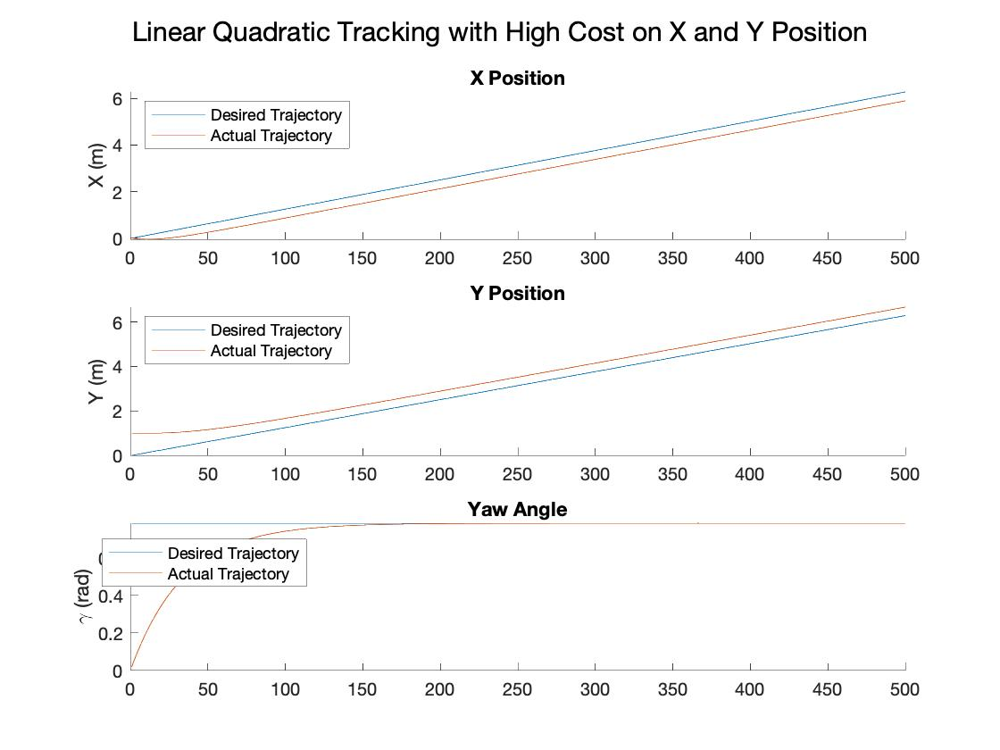 Linear Quadratic Tracking with High Cost on X and Y Position
X Position
6
4
2
0
X (m)
Desired Trajectory
Actual Trajectory
0 50 100 150 200 250 300 350 400 450 500
Y Position
6
4
2
0
Y (m)
Desired Trajectory
Actual Trajectory
0 50 100 150 200 250 300 350 400 450 500
Yaw Angle
Desired Trajectory
Actual Trajectory
0.4
0.2
0
γ (rad)
0 50 100 150 200 250 300 350 400 450 500